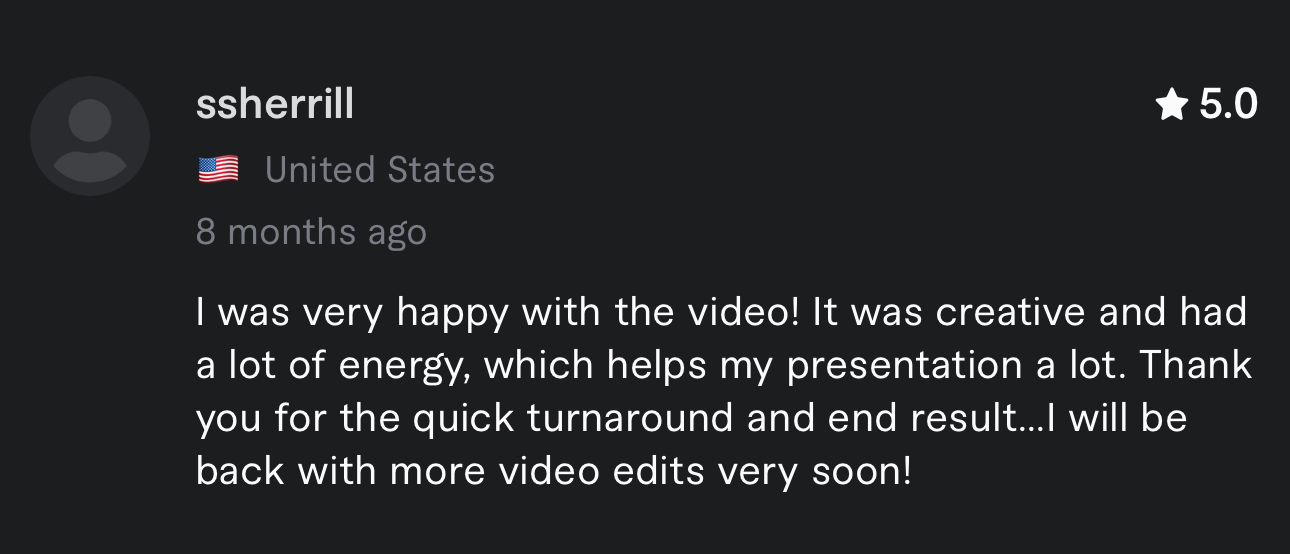 ssherrill
★ 5.0
🇺🇸 United States
8 months ago
I was very happy with the video! It was creative and had
a lot of energy, which helps my presentation a lot. Thank
you for the quick turnaround and end result...I will be
back with more video edits very soon!